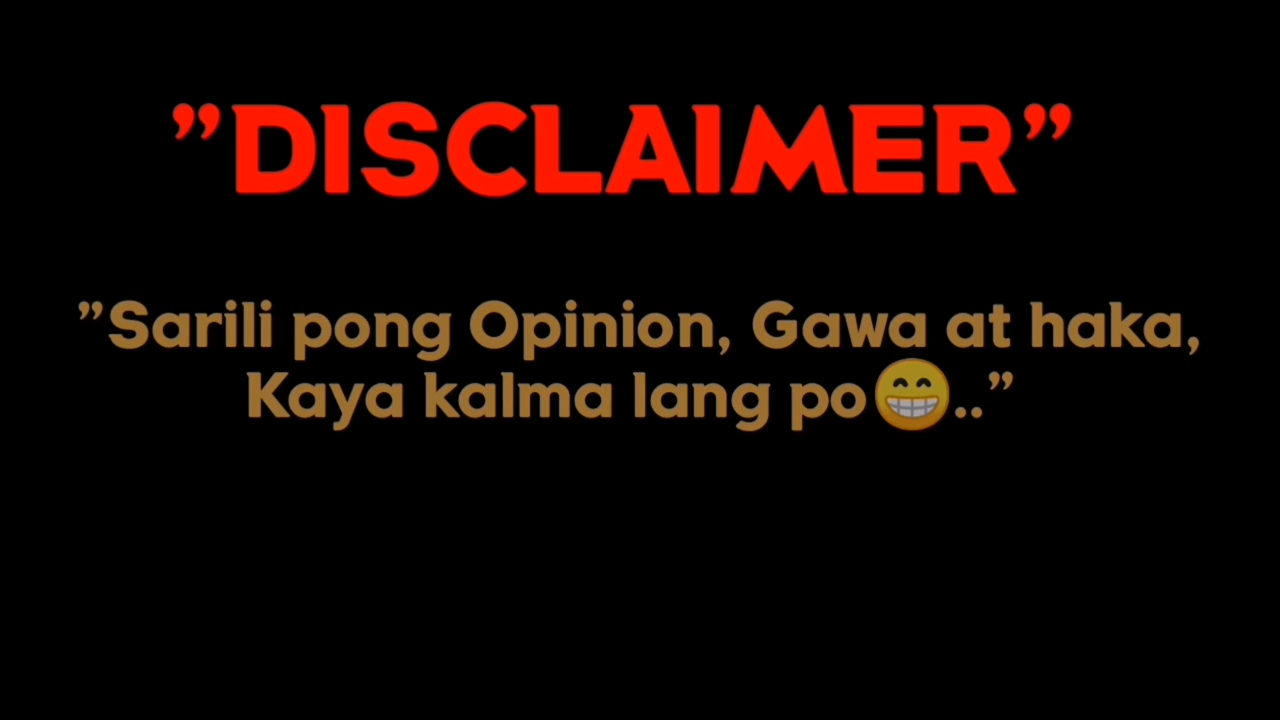 ”DISCLAIMER”
”Sarili pong Opinion, Gawa at haka,
Kaya kalma lang po😁..”